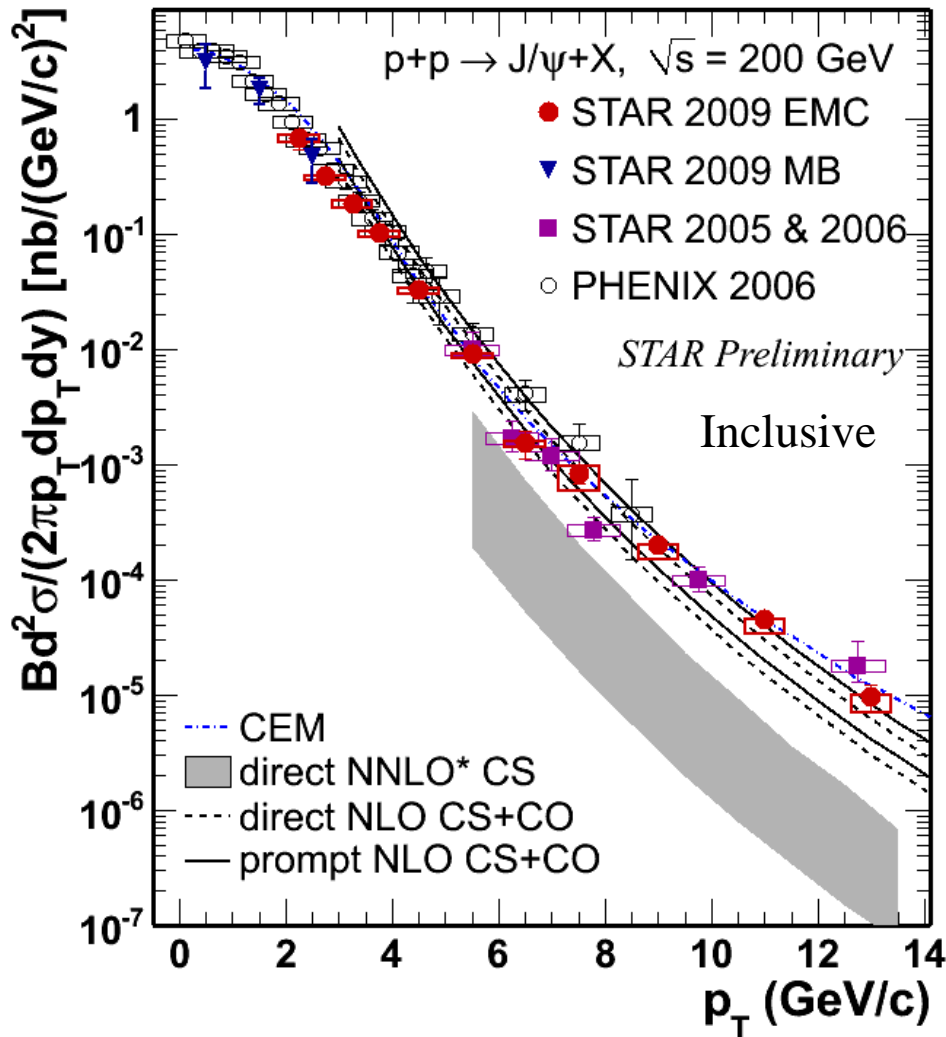 p+p → J/ψ+X, √s = 200 GeV
STAR 2009 EMC
STAR 2009 MB
STAR 2005 & 2006
PHENIX 2006
STAR Preliminary
Inclusive
CEM
direct NNLO* CS
direct NLO CS+CO
prompt NLO CS+CO
Bd²σ/(2πp_T dp_T dy) [nb/(GeV/c)²]
1
10⁻¹
10⁻²
10⁻³
10⁻⁴
10⁻⁵
10⁻⁶
10⁻⁷
0 2 4 6 8 10 12 14
p_T (GeV/c)